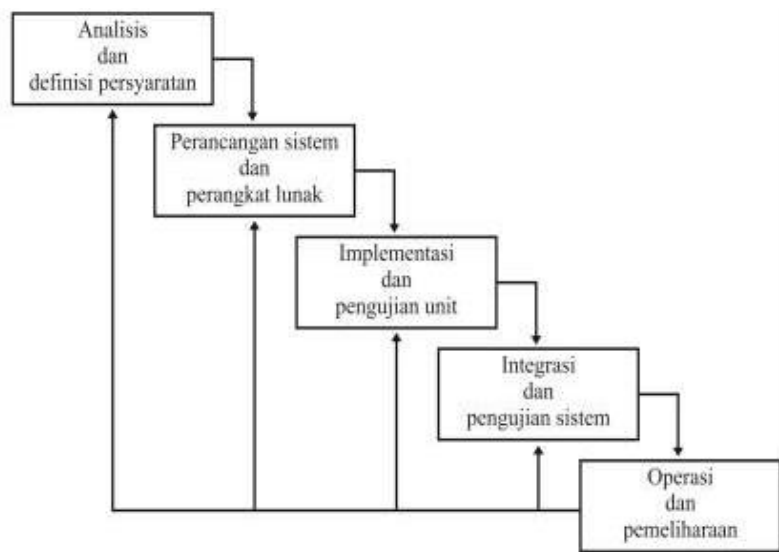 Analisis
dan
definisi persyaratan
Perancangan sistem
dan
perangkat lunak
Implementasi
dan
pengujian unit
Integrasi
dan
pengujian sistem
Operasi
dan
pemeliharaan